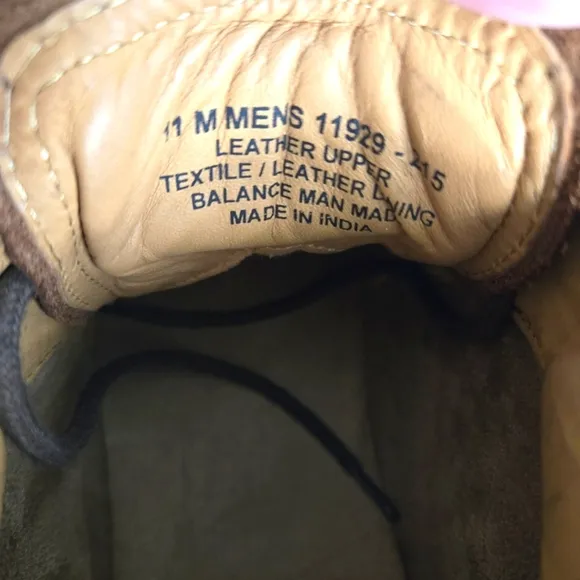 11 M MENS 11929 - 215
LEATHER UPPER
TEXTILE / LEATHER LINING
BALANCE MAN MADE
MADE IN INDIA